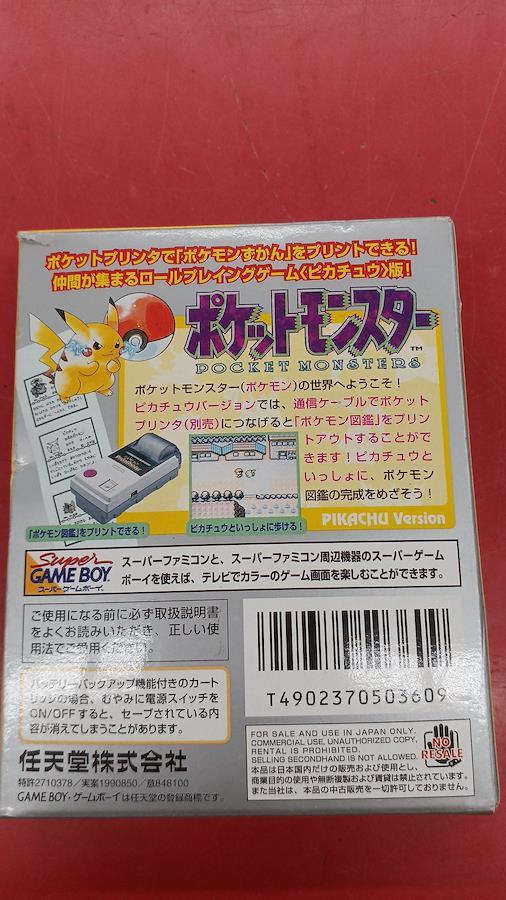 ポケットプリンタで「ポケモンずかん」をプリントできる!
仲間が集まるロールプレイングゲーム〈ピカチュウ〉版!
ポケットモンスター
TM
POCKET MONSTERS
ポケットモンスター(ポケモン)の世界へようこそ!
ピカチュウバージョンでは、通信ケーブルでポケット
プリンタ(別売)につなげると「ポケモン図鑑」をプリン
トアウトすることがで
きます!ピカチュウと
いっしょに、ポケモン
図鑑の完成をめざそう!
「ポケモン図鑑」をプリントできる!
ピカチュウといっしょに歩ける!
PIKACHU Version
Super
GAME BOY
スーパーゲームボーイ
スーパーファミコンと、スーパーファミコン周辺機器のスーパーゲーム
ボーイを使えば、テレビでカラーのゲーム画面を楽しむことができます。
ご使用になる前に必ず取扱説明書
をよくお読みいただき、正しい使
用法でご愛用ください。
バッテリーバックアップ機能付きのカート
リッジの場合、むやみに電源スイッチを
ON/OFFすると、セーブされている内
容が消えてしまうことがあります。
T4902370503609
任天堂株式会社
特許2710378/実案1990850/意848100
GAME BOY・ゲームボーイは任天堂の登録商標です。
FOR SALE AND USE IN JAPAN ONLY.
COMMERCIAL USE, UNAUTHORIZED COPY,
RENTAL IS PROHIBITED.
SELLING SECONDHAND IS NOT ALLOWED.
本品は日本国内だけの販売および使用とし、
商業目的の使用や無断複製および賃貸は禁止されています。
また当社は、本品の中古販売を一切許可しておりません。
NO
RESALE